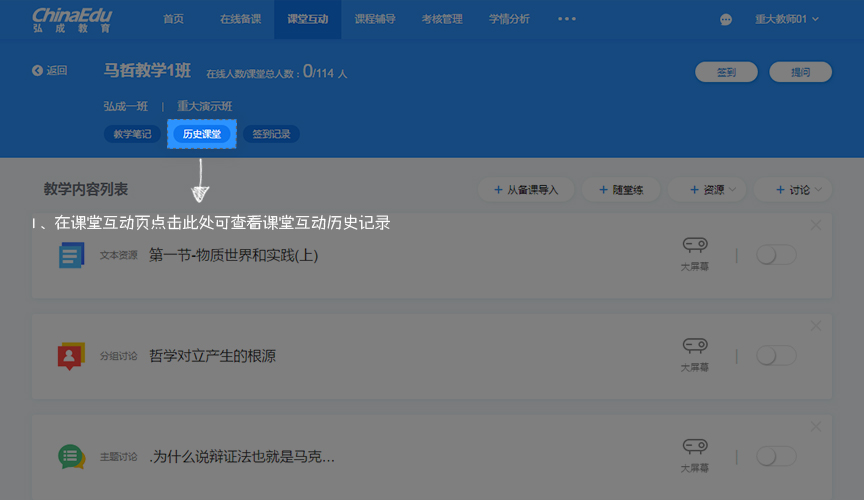 ChinaEdu
弘成教育
首页 在线备课 课堂互动 课程辅导 考核管理 学情分析 ••• 重大教师01
返回 马哲教学1班 在线人数/课堂总人数：0/114 人 签到 提问
弘成一班 | 重大演示班
教学笔记 历史课堂 签到记录
教学内容列表 + 从备课导入 + 随堂练 + 资源 + 讨论
1、在课堂互动页点击此处可查看课堂互动历史记录
文本资源 第一节-物质世界和实践(上) 大屏幕
分组讨论 哲学对立产生的根源 大屏幕
主题讨论 .为什么说辩证法也就是马克... 大屏幕